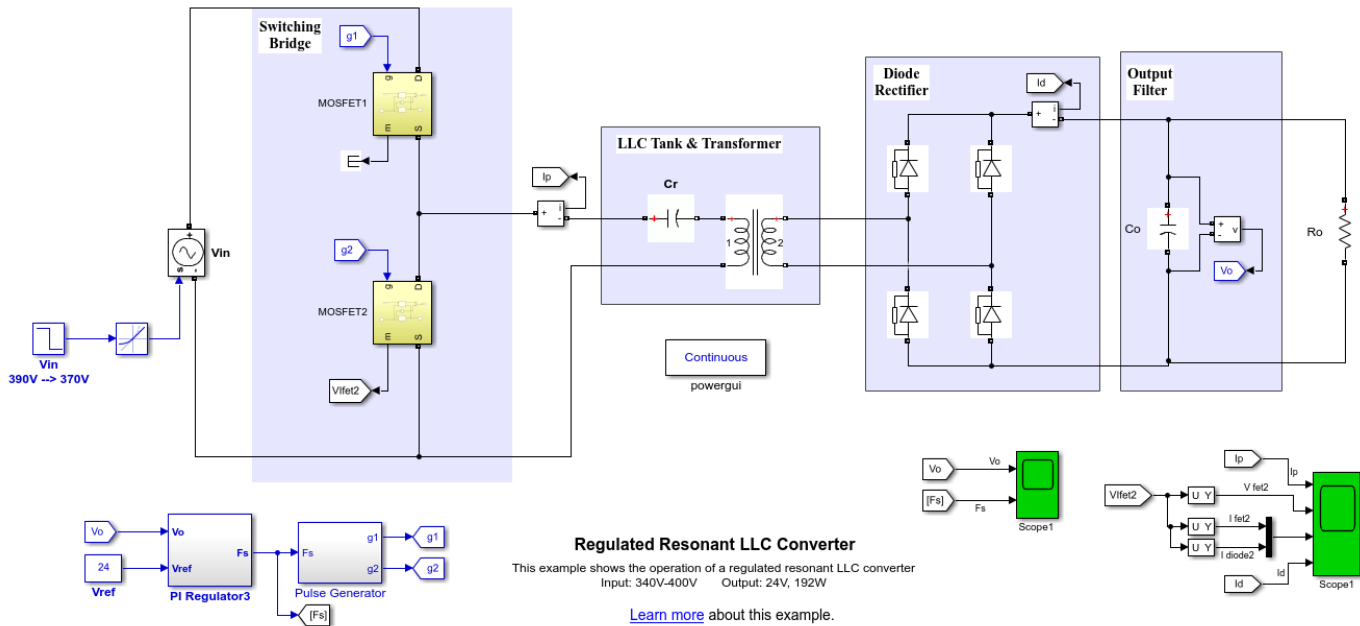 Switching
Bridge
g1
g
D
MOSFET1
m
S
E
Ip
+
i
-
LLC Tank & Transformer
Cr
+
+
+
1
2
Diode
Rectifier
Id
+
i
-
Output
Filter
+
Co
+
-
v
Vo
+
Ro
+
s
-
Vin
g2
g
D
MOSFET2
m
S
VIfet2
Vin
390V --> 370V
Continuous
powergui
Vo
Vo
[Fs]
Fs
Scope1
Ip
Ip
VIfet2
U Y
V fet2
U Y
I fet2
U Y
I diode2
Id
Id
Scope1
Vo
Vo
24
Vref
Vref
Fs
PI Regulator3
Fs
g1
g2
Pulse Generator
g1
g2
[Fs]
Regulated Resonant LLC Converter
This example shows the operation of a regulated resonant LLC converter
Input: 340V-400V Output: 24V, 192W
Learn more about this example.